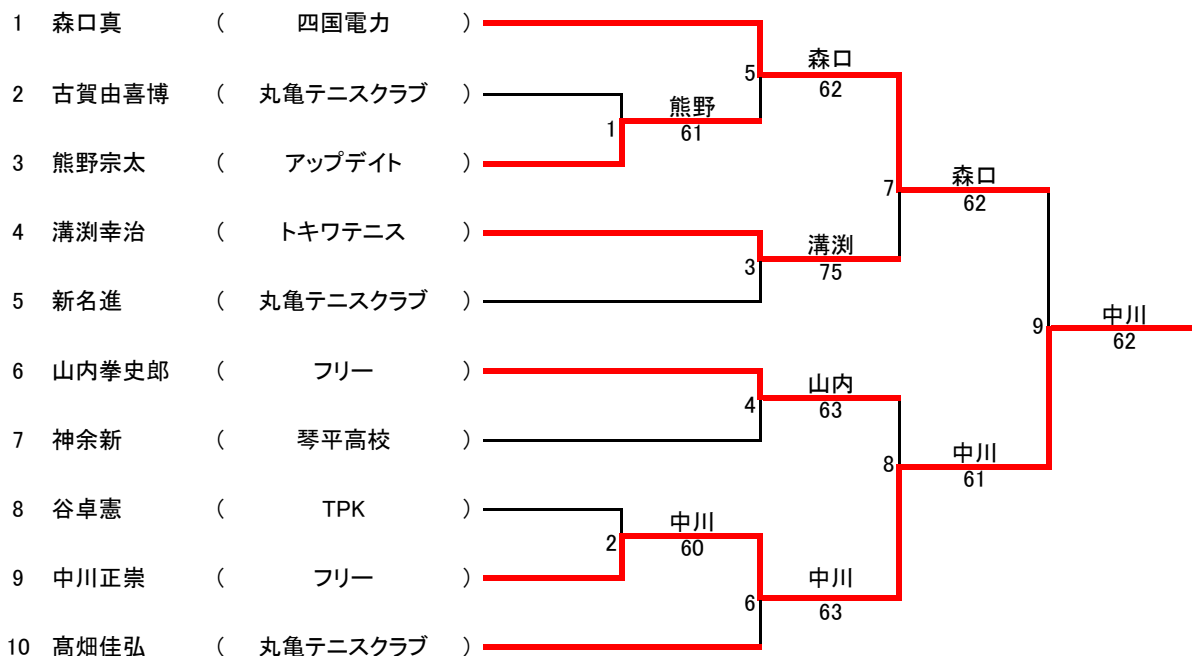 1 森口真 ( 四国電力 )
森口
5
62
2 古賀由喜博 ( 丸亀テニスクラブ )
熊野
1
61
3 熊野宗太 ( アップデイト )
森口
7
62
4 溝渕幸治 ( トキワテニス )
溝渕
3
75
5 新名進 ( 丸亀テニスクラブ )
中川
9
62
6 山内拳史郎 ( フリー )
山内
4
63
7 神余新 ( 琴平高校 )
中川
8
61
8 谷卓憲 ( TPK )
中川
2
60
9 中川正崇 ( フリー )
中川
6
63
10 髙畑佳弘 ( 丸亀テニスクラブ )